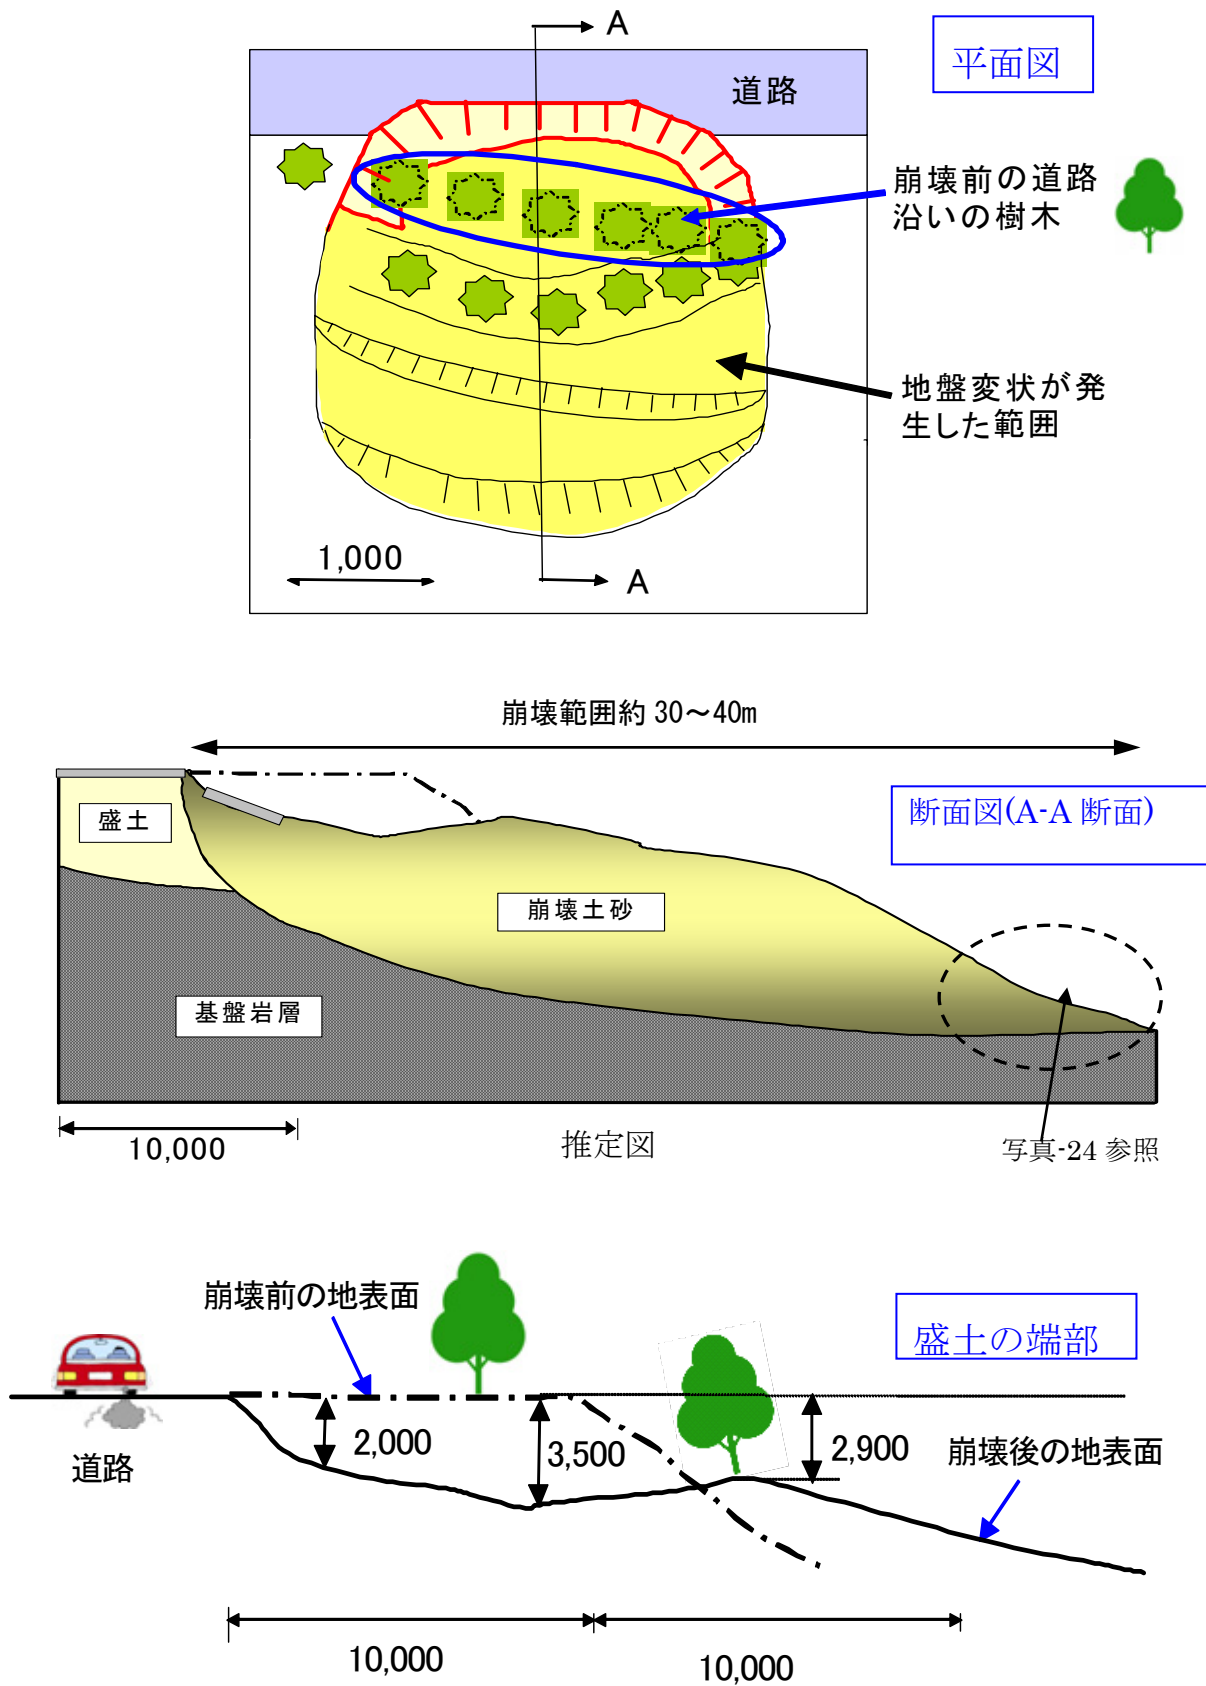 A
平面図
道路
崩壊前の道路
沿いの樹木
地盤変状が発
生した範囲
1,000
A
崩壊範囲約 30～40m
断面図(A-A 断面)
盛土
崩壊土砂
基盤岩層
10,000
推定図
写真-24 参照
崩壊前の地表面
盛土の端部
2,000
3,500
2,900
崩壊後の地表面
道路
10,000
10,000